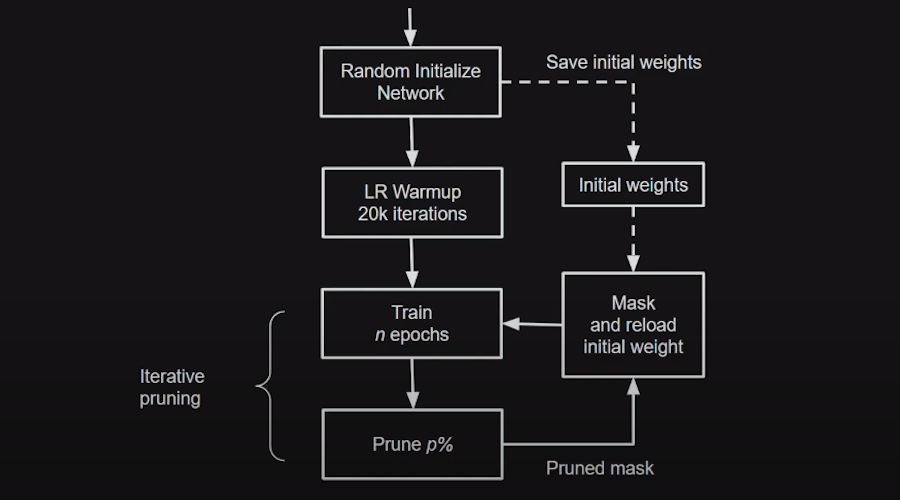 Random Initialize
Network
Save initial weights
LR Warmup
20k iterations
Initial weights
Train
n epochs
Mask
and reload
initial weight
Iterative
pruning
Prune p%
Pruned mask